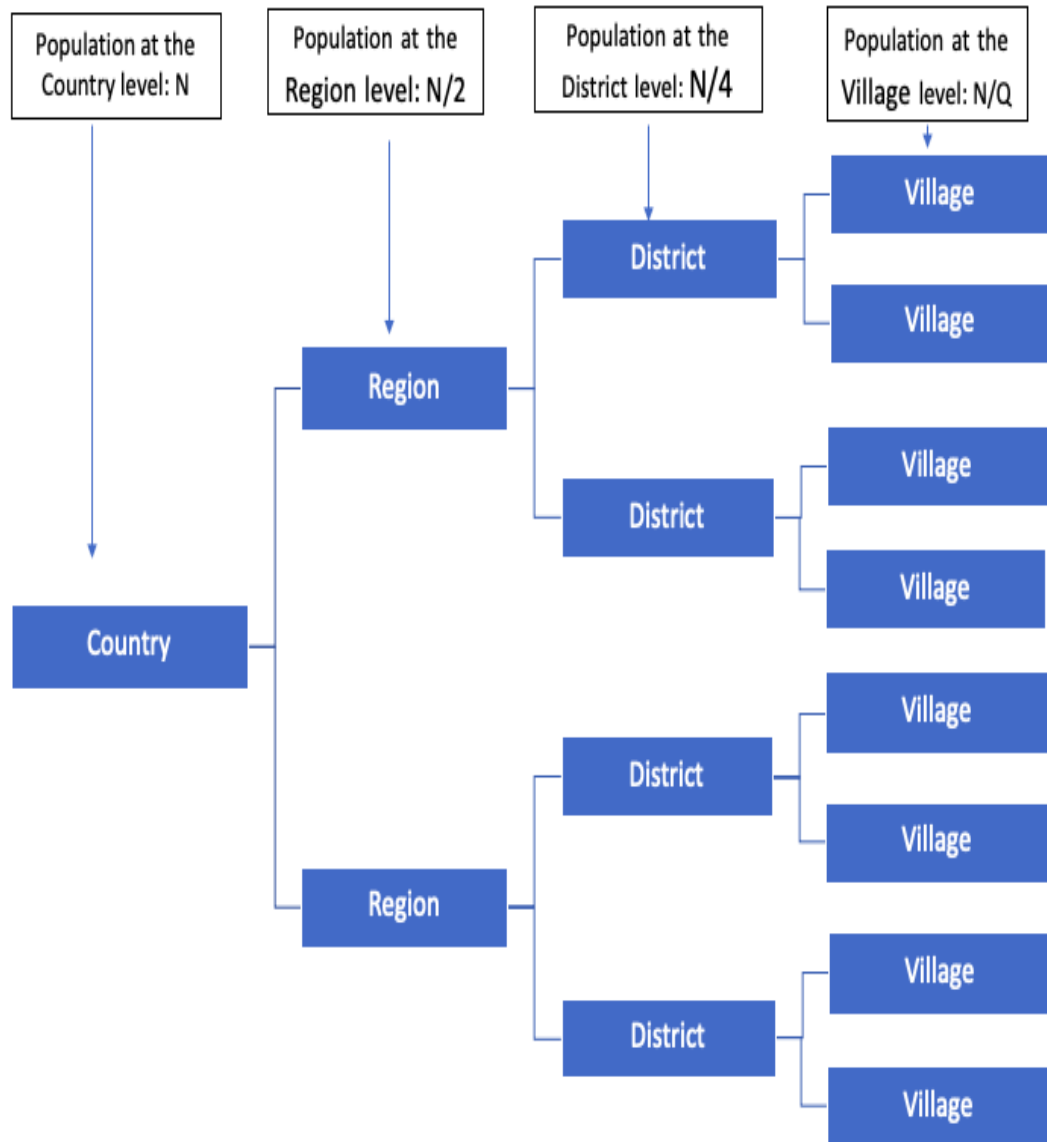 Population at the
Country level: N
Population at the
Region level: N/2
Population at the
District level: N/4
Population at the
Village level: N/Q
Village
District
Village
Region
Village
District
Village
Country
Village
District
Village
Region
Village
District
Village